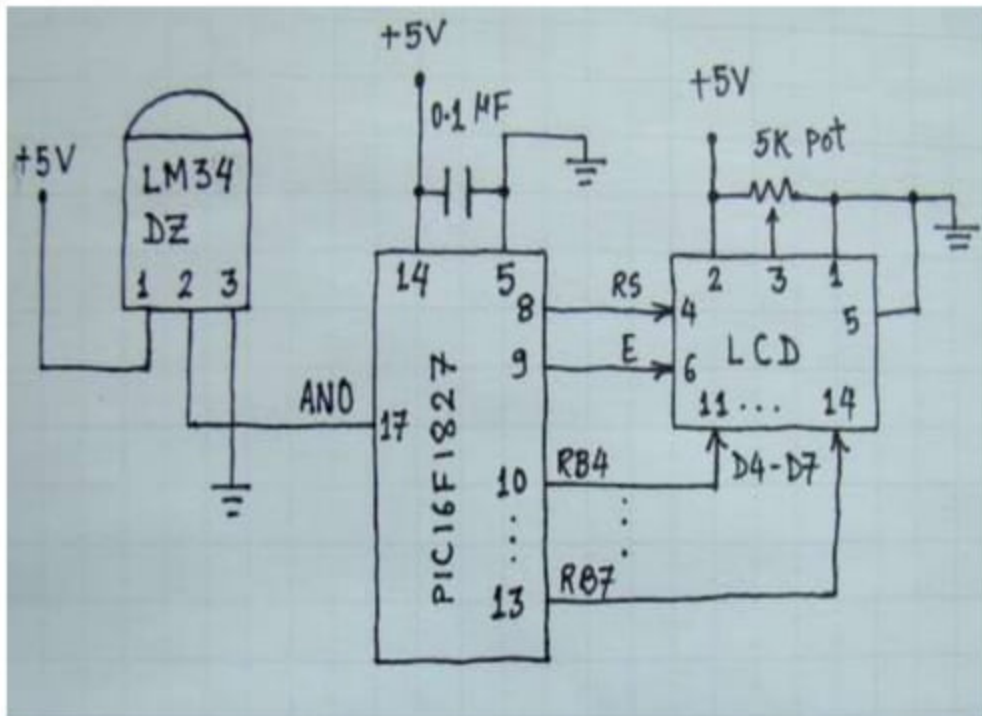 +5V
LM34
DZ
1 2 3
+5V
0.1 μF
14 5
8
9
17
10
....
13
PIC16F1827
AN0
RS
E
RB4
RB7
+5V
5K Pot
2 3 1
4 5
6
LCD
11 ... 14
D4-D7